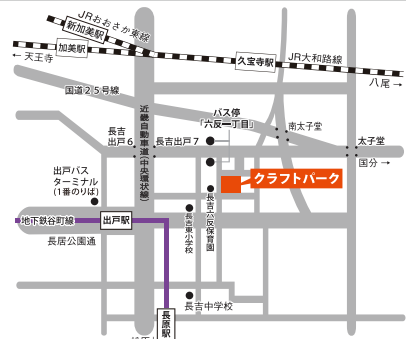 JRおおさか東線
新加美駅
加美駅
← 天王寺
久宝寺駅
JR大和路線
八尾 →
国道25号線
近畿自動車道(中央環状線)
バス停
「六反一丁目」
南太子堂
太子堂
国分 →
長吉
出戸6
長吉出戸7
出戸バス
ターミナル
(1番のりば)
クラフトパーク
長吉六反保育園
長吉東小学校
地下鉄谷町線
出戸駅
長居公園通
長吉中学校
長原駅